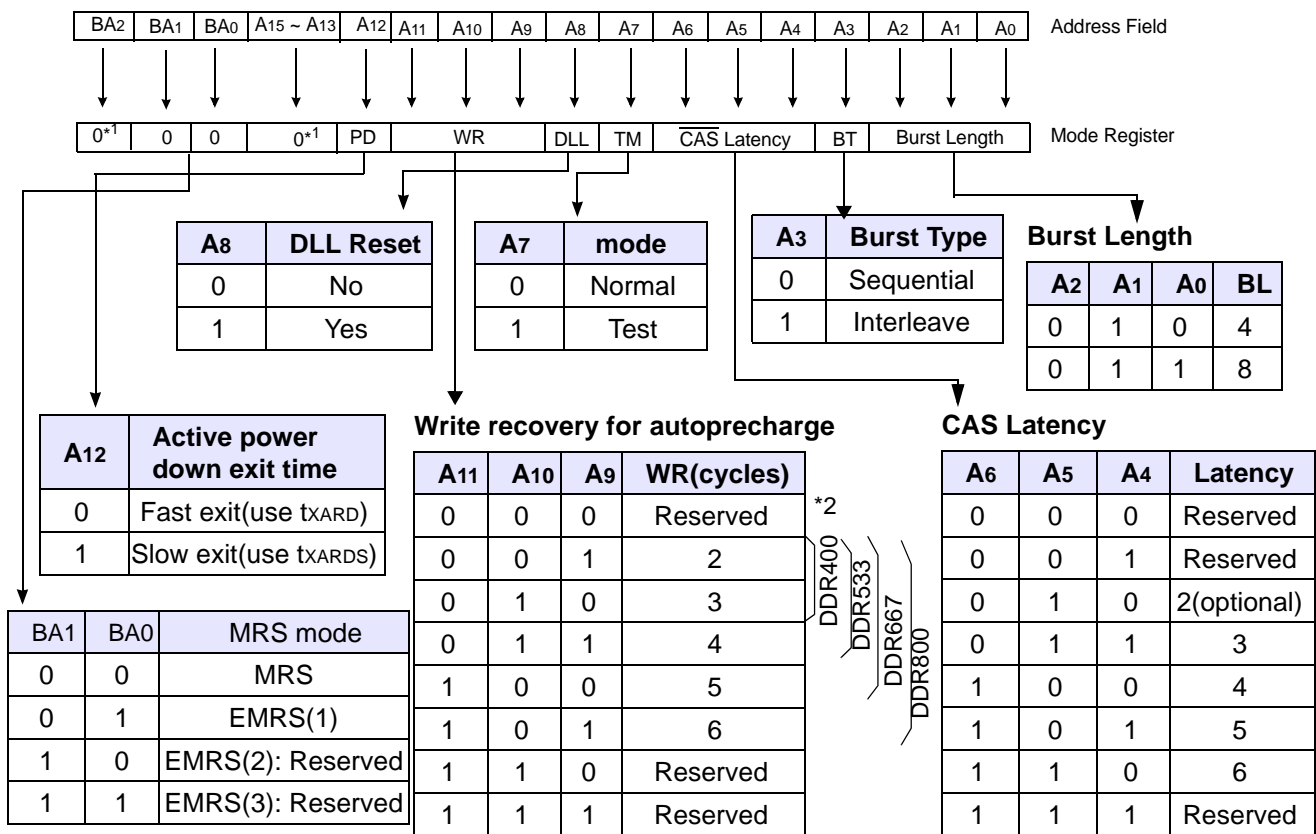 BA2 BA1 BA0 A15 ~ A13 A12 A11 A10 A9 A8 A7 A6 A5 A4 A3 A2 A1 A0 Address Field
0*1 0 0 0*1 PD WR DLL TM CAS Latency BT Burst Length Mode Register
A8 DLL Reset
0 No
1 Yes
A7 mode
0 Normal
1 Test
A3 Burst Type
0 Sequential
1 Interleave
Burst Length
A2 A1 A0 BL
0 1 0 4
0 1 1 8
A12 Active power
down exit time
0 Fast exit(use tXARD)
1 Slow exit(use tXARDS)
BA1 BA0 MRS mode
0 0 MRS
0 1 EMRS(1)
1 0 EMRS(2): Reserved
1 1 EMRS(3): Reserved
Write recovery for autoprecharge
A11 A10 A9 WR(cycles)
0 0 0 Reserved
0 0 1 2
0 1 0 3
0 1 1 4
1 0 0 5
1 0 1 6
1 1 0 Reserved
1 1 1 Reserved
*2
DDR400
DDR533
DDR667
DDR800
CAS Latency
A6 A5 A4 Latency
0 0 0 Reserved
0 0 1 Reserved
0 1 0 2(optional)
0 1 1 3
1 0 0 4
1 0 1 5
1 1 0 6
1 1 1 Reserved